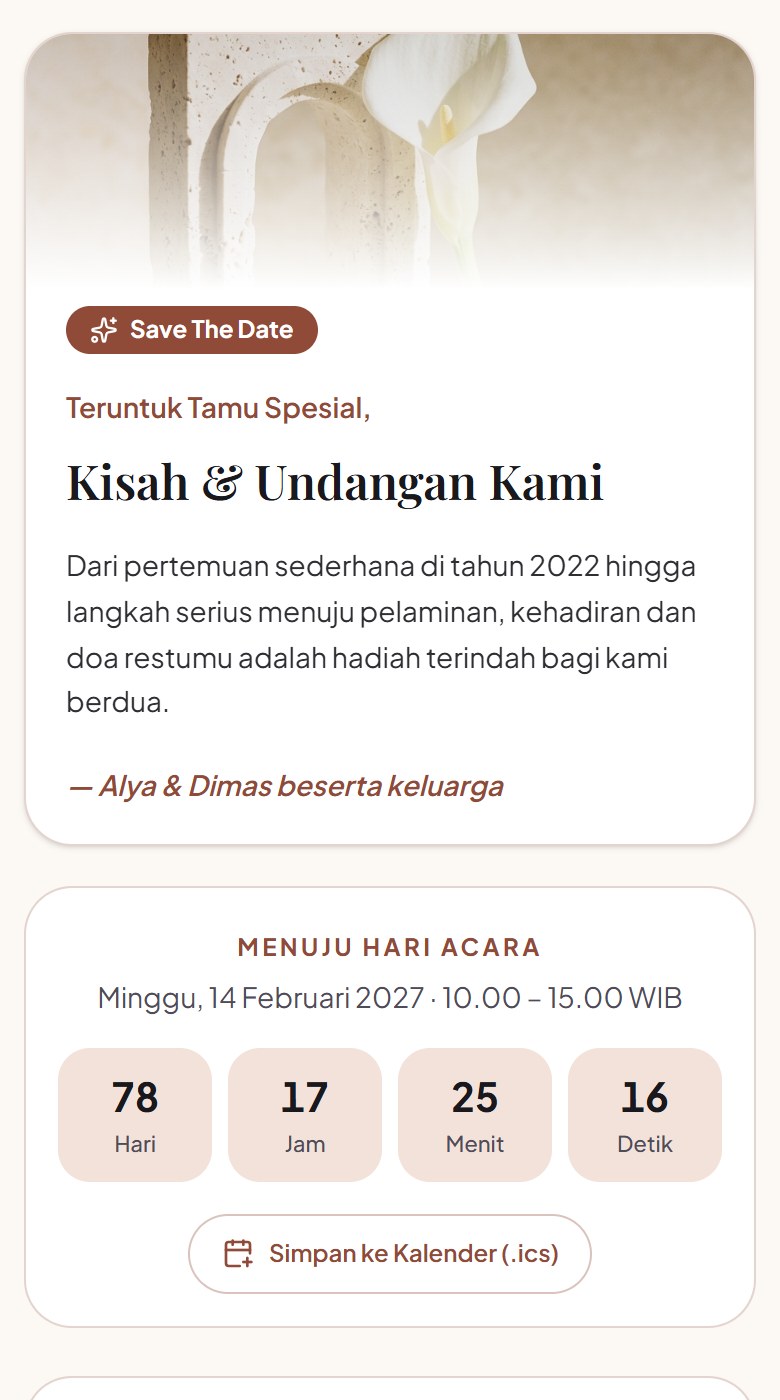 Save The Date
Teruntuk Tamu Spesial,
Kisah & Undangan Kami
Dari pertemuan sederhana di tahun 2022 hingga
langkah serius menuju pelaminan, kehadiran dan
doa restumu adalah hadiah terindah bagi kami
berdua.
— Alya & Dimas beserta keluarga
MENUJU HARI ACARA
Minggu, 14 Februari 2027 · 10.00 – 15.00 WIB
78 17 25 16
Hari Jam Menit Detik
Simpan ke Kalender (.ics)